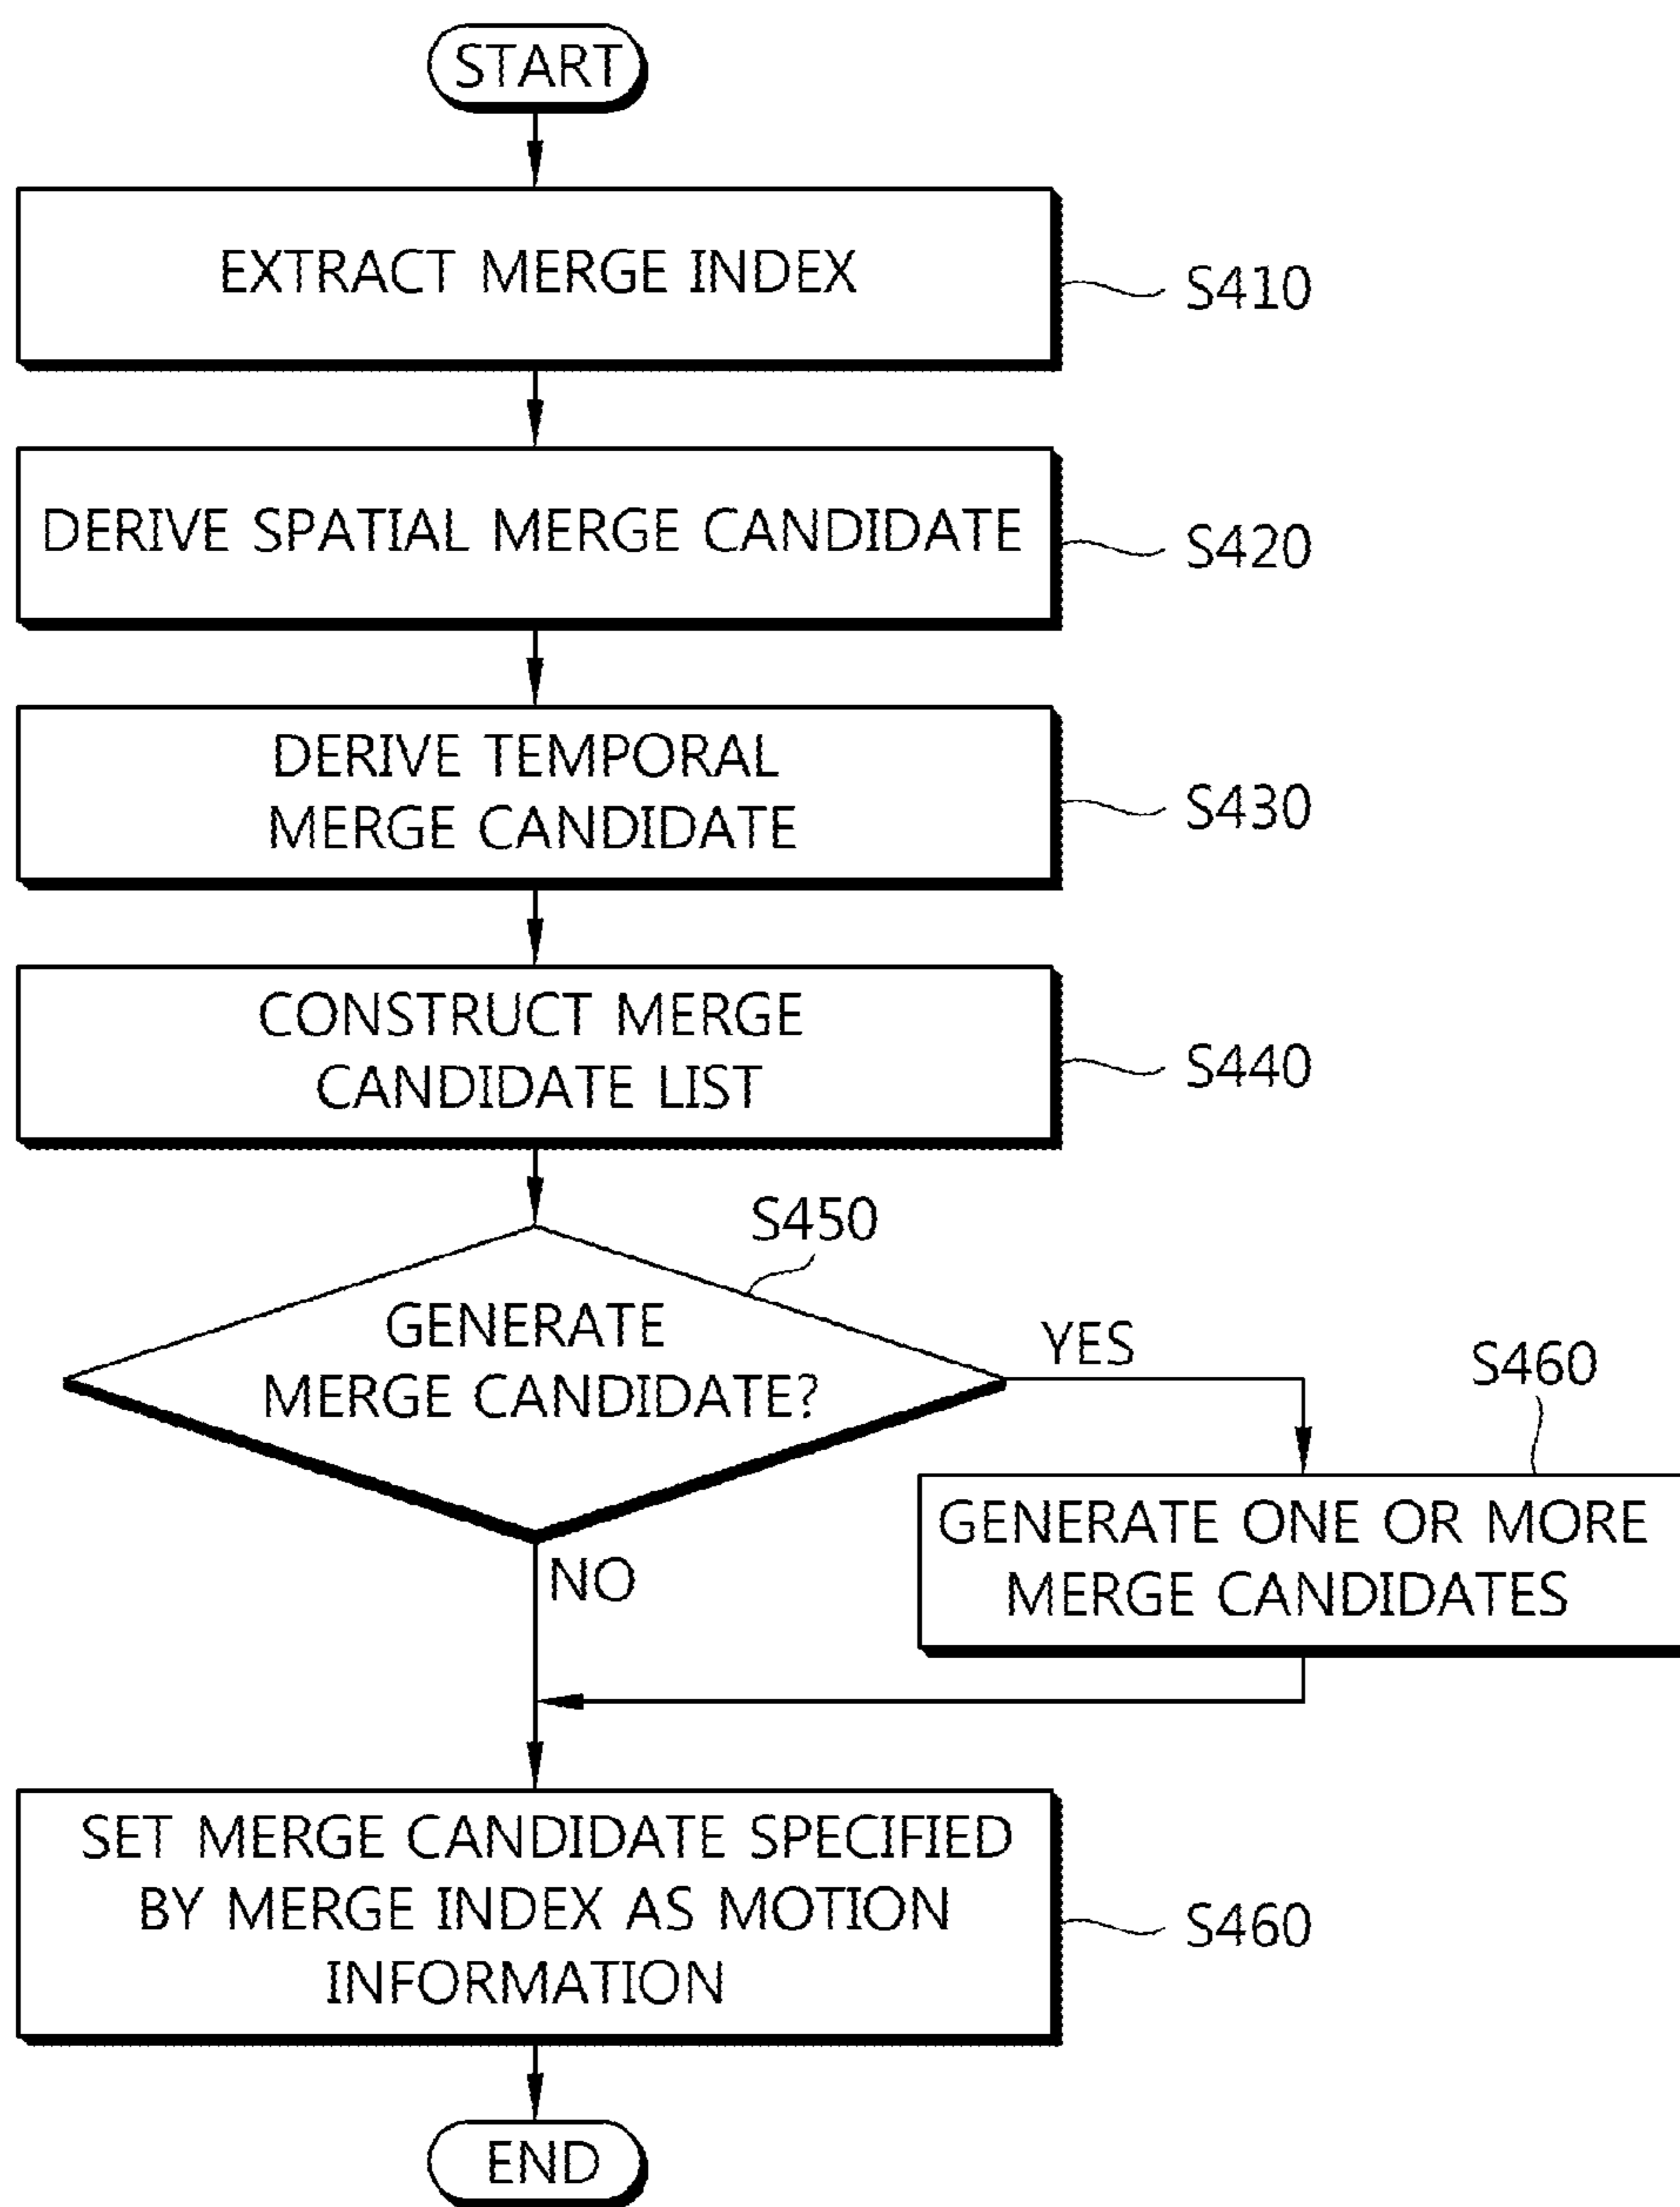 START
EXTRACT MERGE INDEX
S410
DERIVE SPATIAL MERGE CANDIDATE
S420
DERIVE TEMPORAL
MERGE CANDIDATE
S430
CONSTRUCT MERGE
CANDIDATE LIST
S440
S450
GENERATE
MERGE CANDIDATE?
YES
S460
GENERATE ONE OR MORE
MERGE CANDIDATES
NO
SET MERGE CANDIDATE SPECIFIED
BY MERGE INDEX AS MOTION
INFORMATION
S460
END